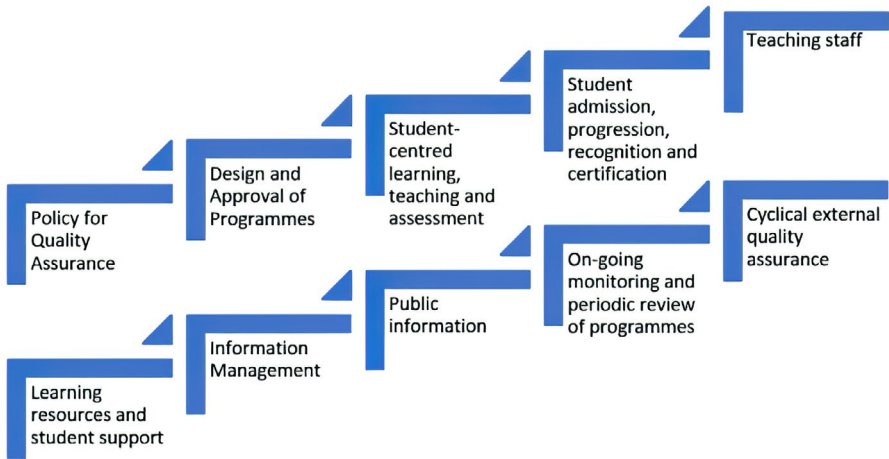 Policy for
Quality
Assurance
Design and
Approval of
Programmes
Student-
centred
learning,
teaching and
assessment
Student
admission,
progression,
recognition and
certification
Teaching staff
Learning
resources and
student support
Information
Management
Public
information
On-going
monitoring and
periodic review
of programmes
Cyclical external
quality
assurance